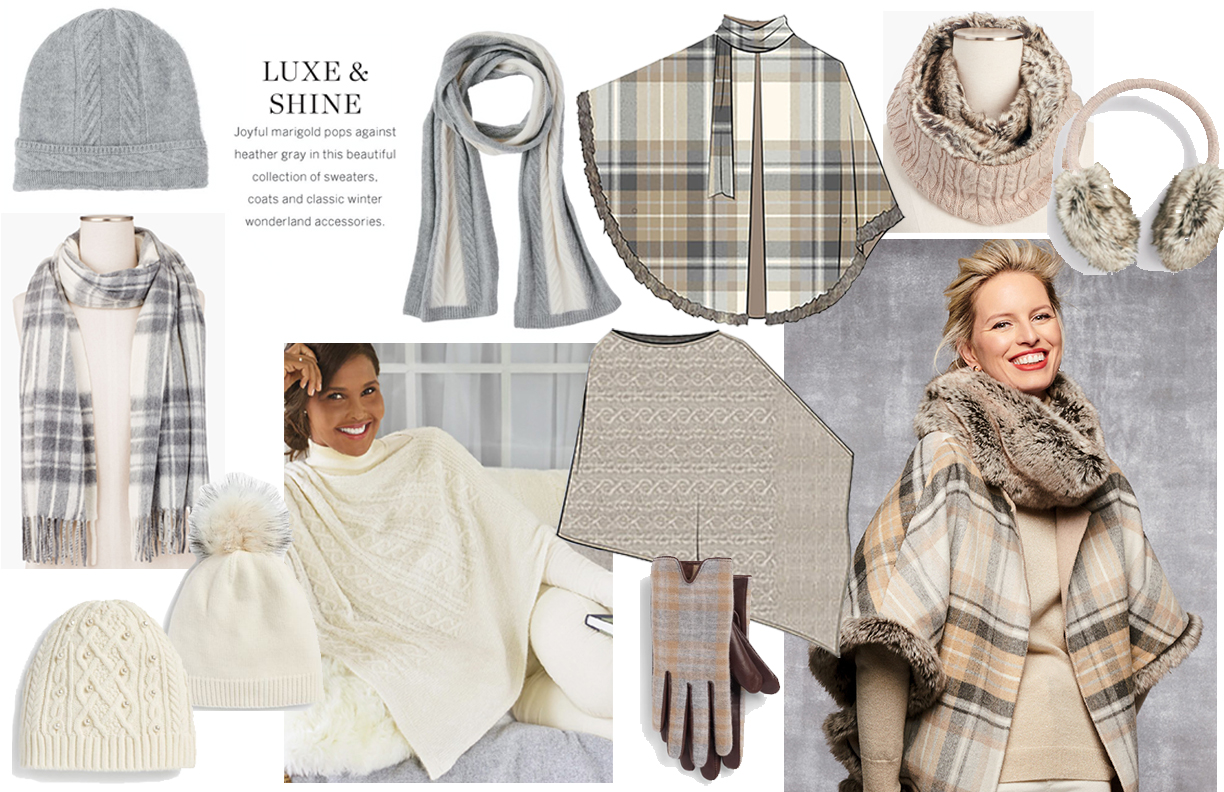 LUXE &
SHINE
Joyful marigold pops against
heather gray in this beautiful
collection of sweaters,
coats and classic winter
wonderland accessories.